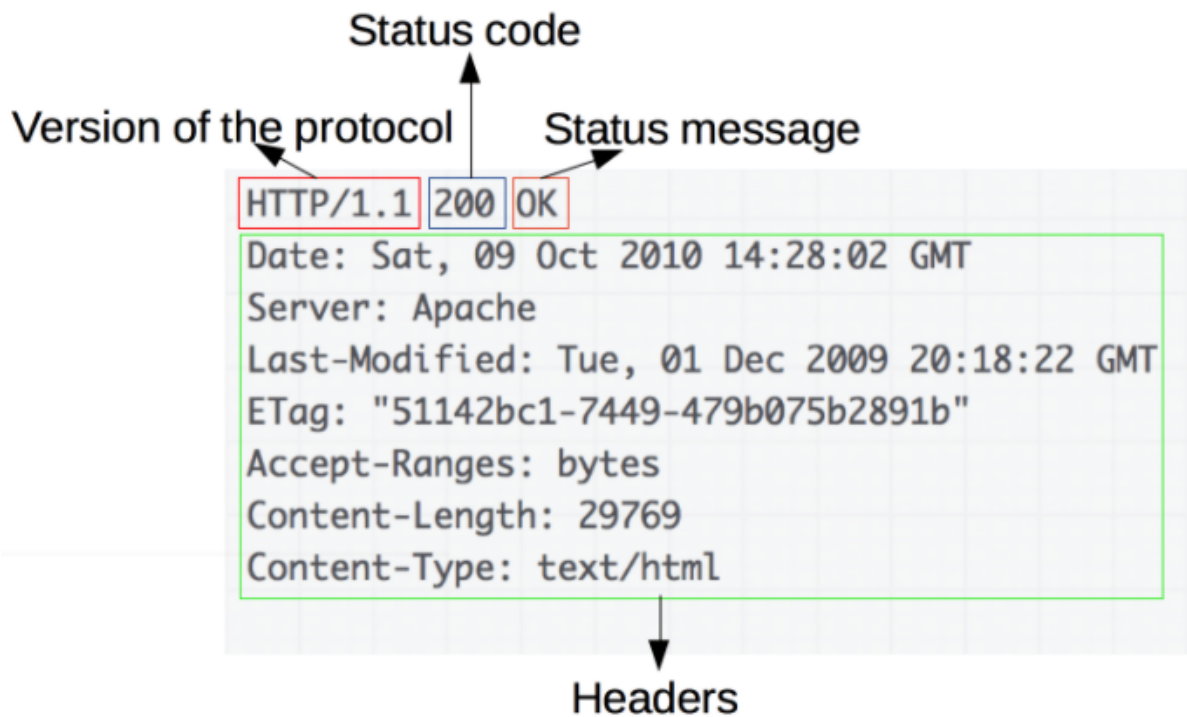 Status code
Version of the protocol
Status message
HTTP/1.1 200 OK
Date: Sat, 09 Oct 2010 14:28:02 GMT
Server: Apache
Last-Modified: Tue, 01 Dec 2009 20:18:22 GMT
ETag: "51142bc1-7449-479b075b2891b"
Accept-Ranges: bytes
Content-Length: 29769
Content-Type: text/html
Headers